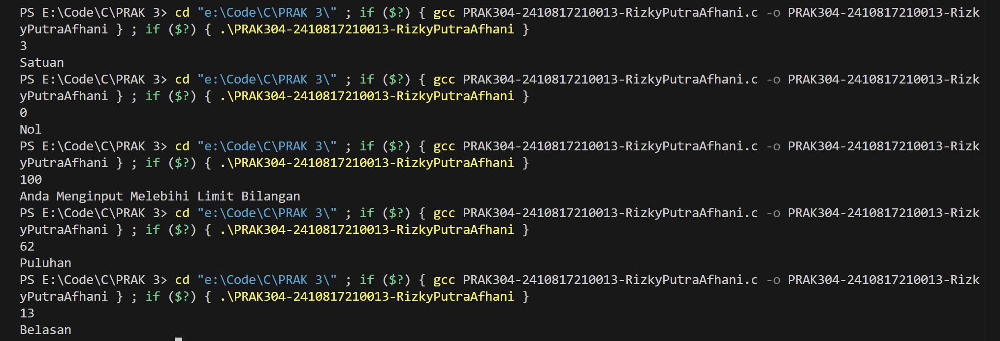 PS E:\Code\C\PRAK 3> cd "e:\Code\C\PRAK 3\" ; if ($?) { gcc PRAK304-2410817210013-RizkyPutraAfhani.c -o PRAK304-2410817210013-Rizk
yPutraAfhani } ; if ($?) { .\PRAK304-2410817210013-RizkyPutraAfhani }
3
Satuan
PS E:\Code\C\PRAK 3> cd "e:\Code\C\PRAK 3\" ; if ($?) { gcc PRAK304-2410817210013-RizkyPutraAfhani.c -o PRAK304-2410817210013-Rizk
yPutraAfhani } ; if ($?) { .\PRAK304-2410817210013-RizkyPutraAfhani }
0
Nol
PS E:\Code\C\PRAK 3> cd "e:\Code\C\PRAK 3\" ; if ($?) { gcc PRAK304-2410817210013-RizkyPutraAfhani.c -o PRAK304-2410817210013-Rizk
yPutraAfhani } ; if ($?) { .\PRAK304-2410817210013-RizkyPutraAfhani }
100
Anda Menginput Melebihi Limit Bilangan
PS E:\Code\C\PRAK 3> cd "e:\Code\C\PRAK 3\" ; if ($?) { gcc PRAK304-2410817210013-RizkyPutraAfhani.c -o PRAK304-2410817210013-Rizk
yPutraAfhani } ; if ($?) { .\PRAK304-2410817210013-RizkyPutraAfhani }
62
Puluhan
PS E:\Code\C\PRAK 3> cd "e:\Code\C\PRAK 3\" ; if ($?) { gcc PRAK304-2410817210013-RizkyPutraAfhani.c -o PRAK304-2410817210013-Rizk
yPutraAfhani } ; if ($?) { .\PRAK304-2410817210013-RizkyPutraAfhani }
13
Belasan